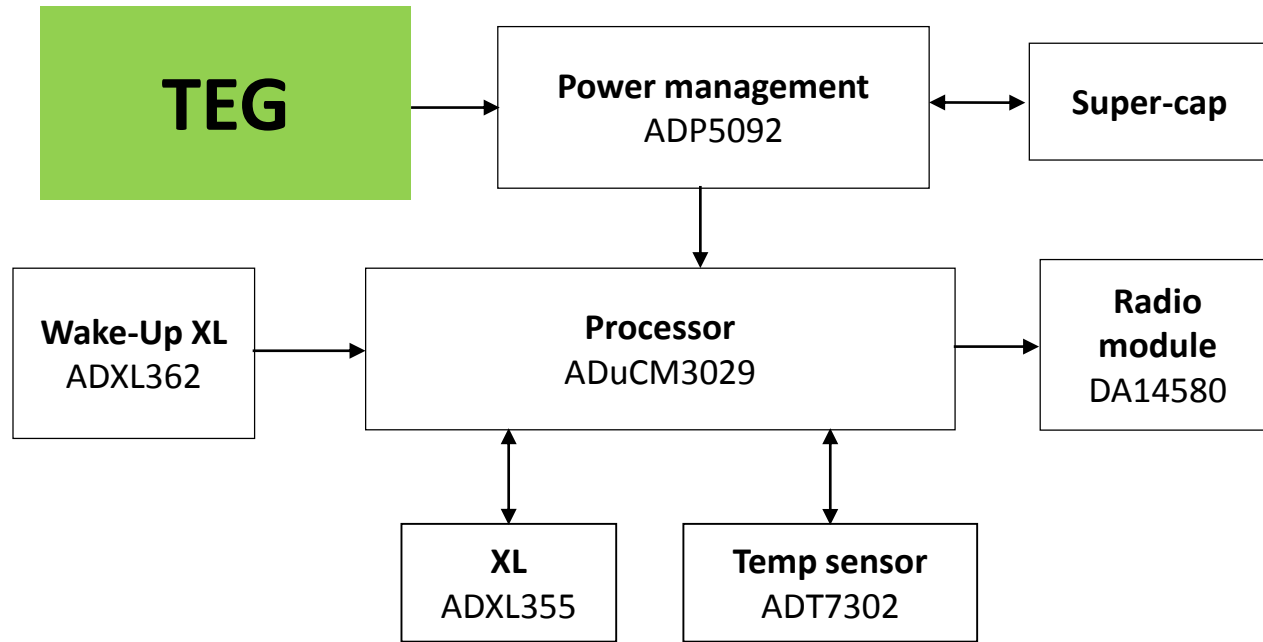 TEG
Power management
ADP5092
Super-cap
Wake-Up XL
ADXL362
Processor
ADuCM3029
Radio
module
DA14580
XL
ADXL355
Temp sensor
ADT7302